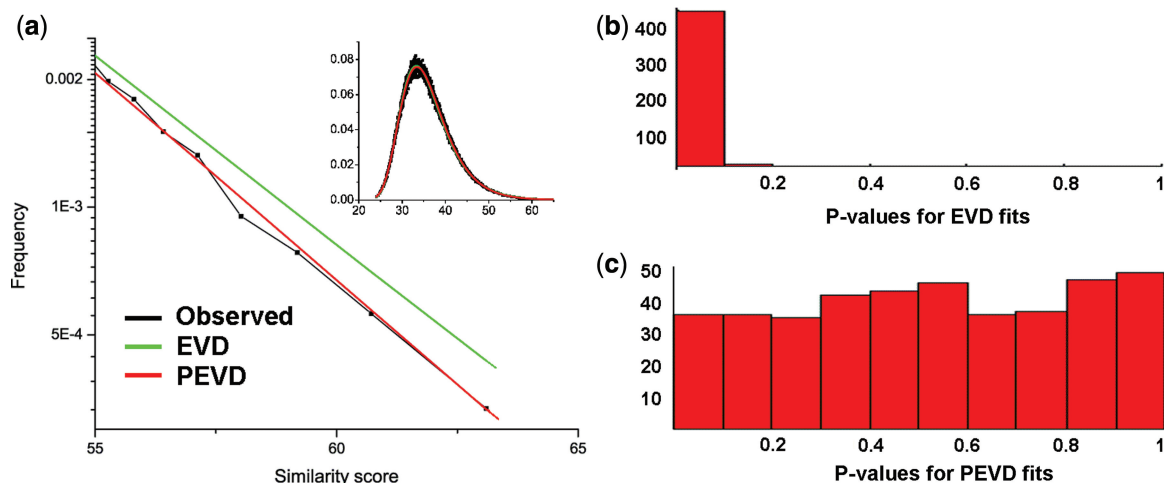 (a)
0.002
1E-3
5E-4
Frequency
55
60
65
Similarity score
Observed
EVD
PEVD
0.08
0.06
0.04
0.02
0.00
20
30
40
50
60
(b)
400
300
200
100
0.2
0.4
0.6
0.8
1
P-values for EVD fits
(c)
50
40
30
20
10
0.2
0.4
0.6
0.8
1
P-values for PEVD fits